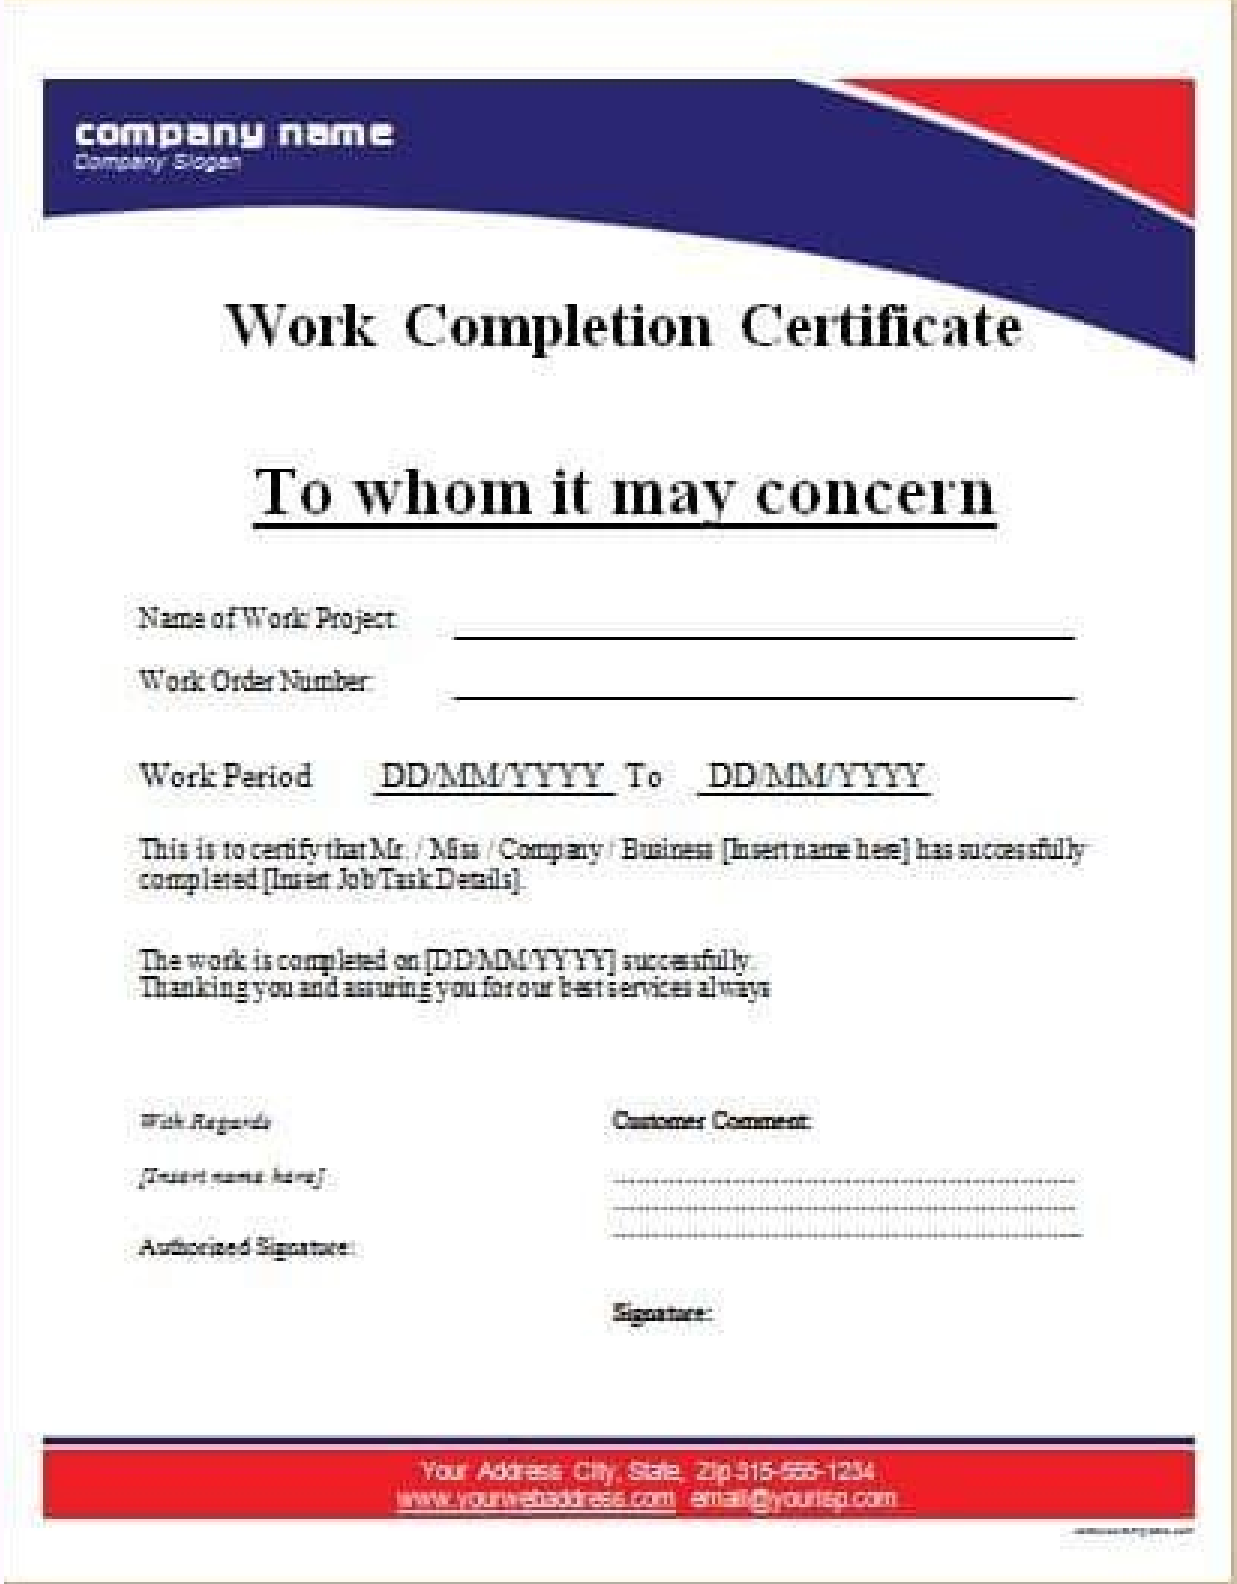 company name
Company Slogan
Work Completion Certificate
To whom it may concern
Name of Work/ Project:
Work Order Number:
Work Period DD/MM/YYYY To DD/MM/YYYY
This is to certify that Mr. / Miss / Company / Business [Insert name here] has successfully
completed [Insert Job/Task Details].
The work is completed on [DD/MM/YYYY] successfully.
Thanking you and assuring you for our best services always
With Regards
[Insert name here]
Authorized Signature:
Customer Comment:
Signature:
Your Address City, State, Zip 315-555-1234
www.yourwebaddress.com email@yourisp.com